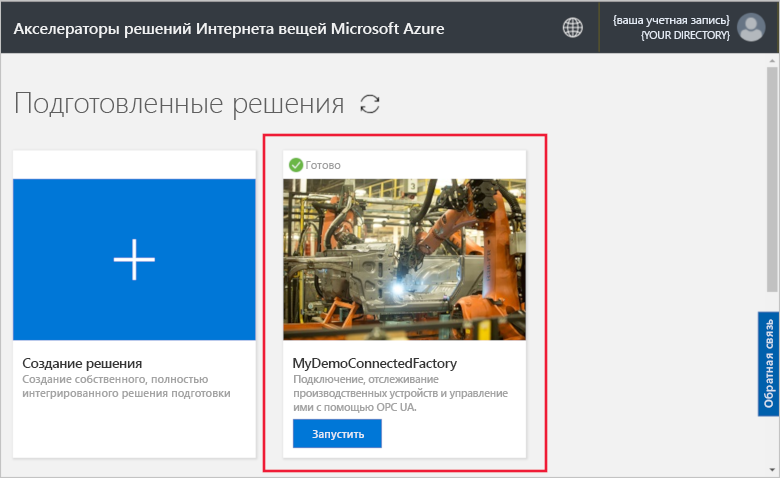 Акселераторы решений Интернета вещей Microsoft Azure
{ваша учетная запись}
{YOUR DIRECTORY}
Подготовленные решения
Готово
Создание решения
Создание собственного, полностью
интегрированного решения подготовки
MyDemoConnectedFactory
Подключение, отслеживание
производственных устройств и управление
ими с помощью OPC UA.
Запустить
Обратная связь